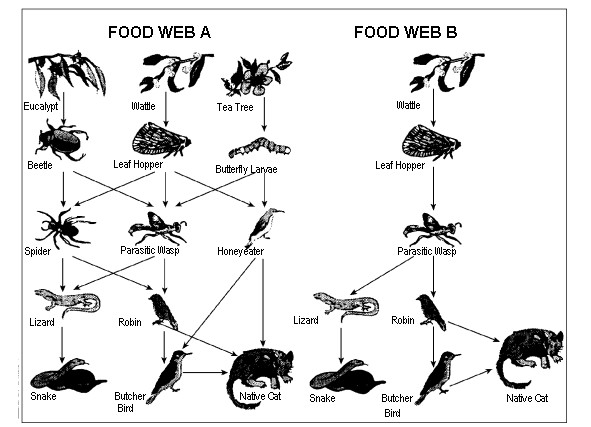 FOOD WEB A
FOOD WEB B
Eucalypt
Wattle
Tea Tree
Wattle
Beetle
Leaf Hopper
Butterfly Larvae
Leaf Hopper
Spider
Parasitic Wasp
Honeyeater
Parasitic Wasp
Lizard
Robin
Lizard
Robin
Snake
Butcher
Bird
Native Cat
Snake
Butcher
Bird
Native Cat